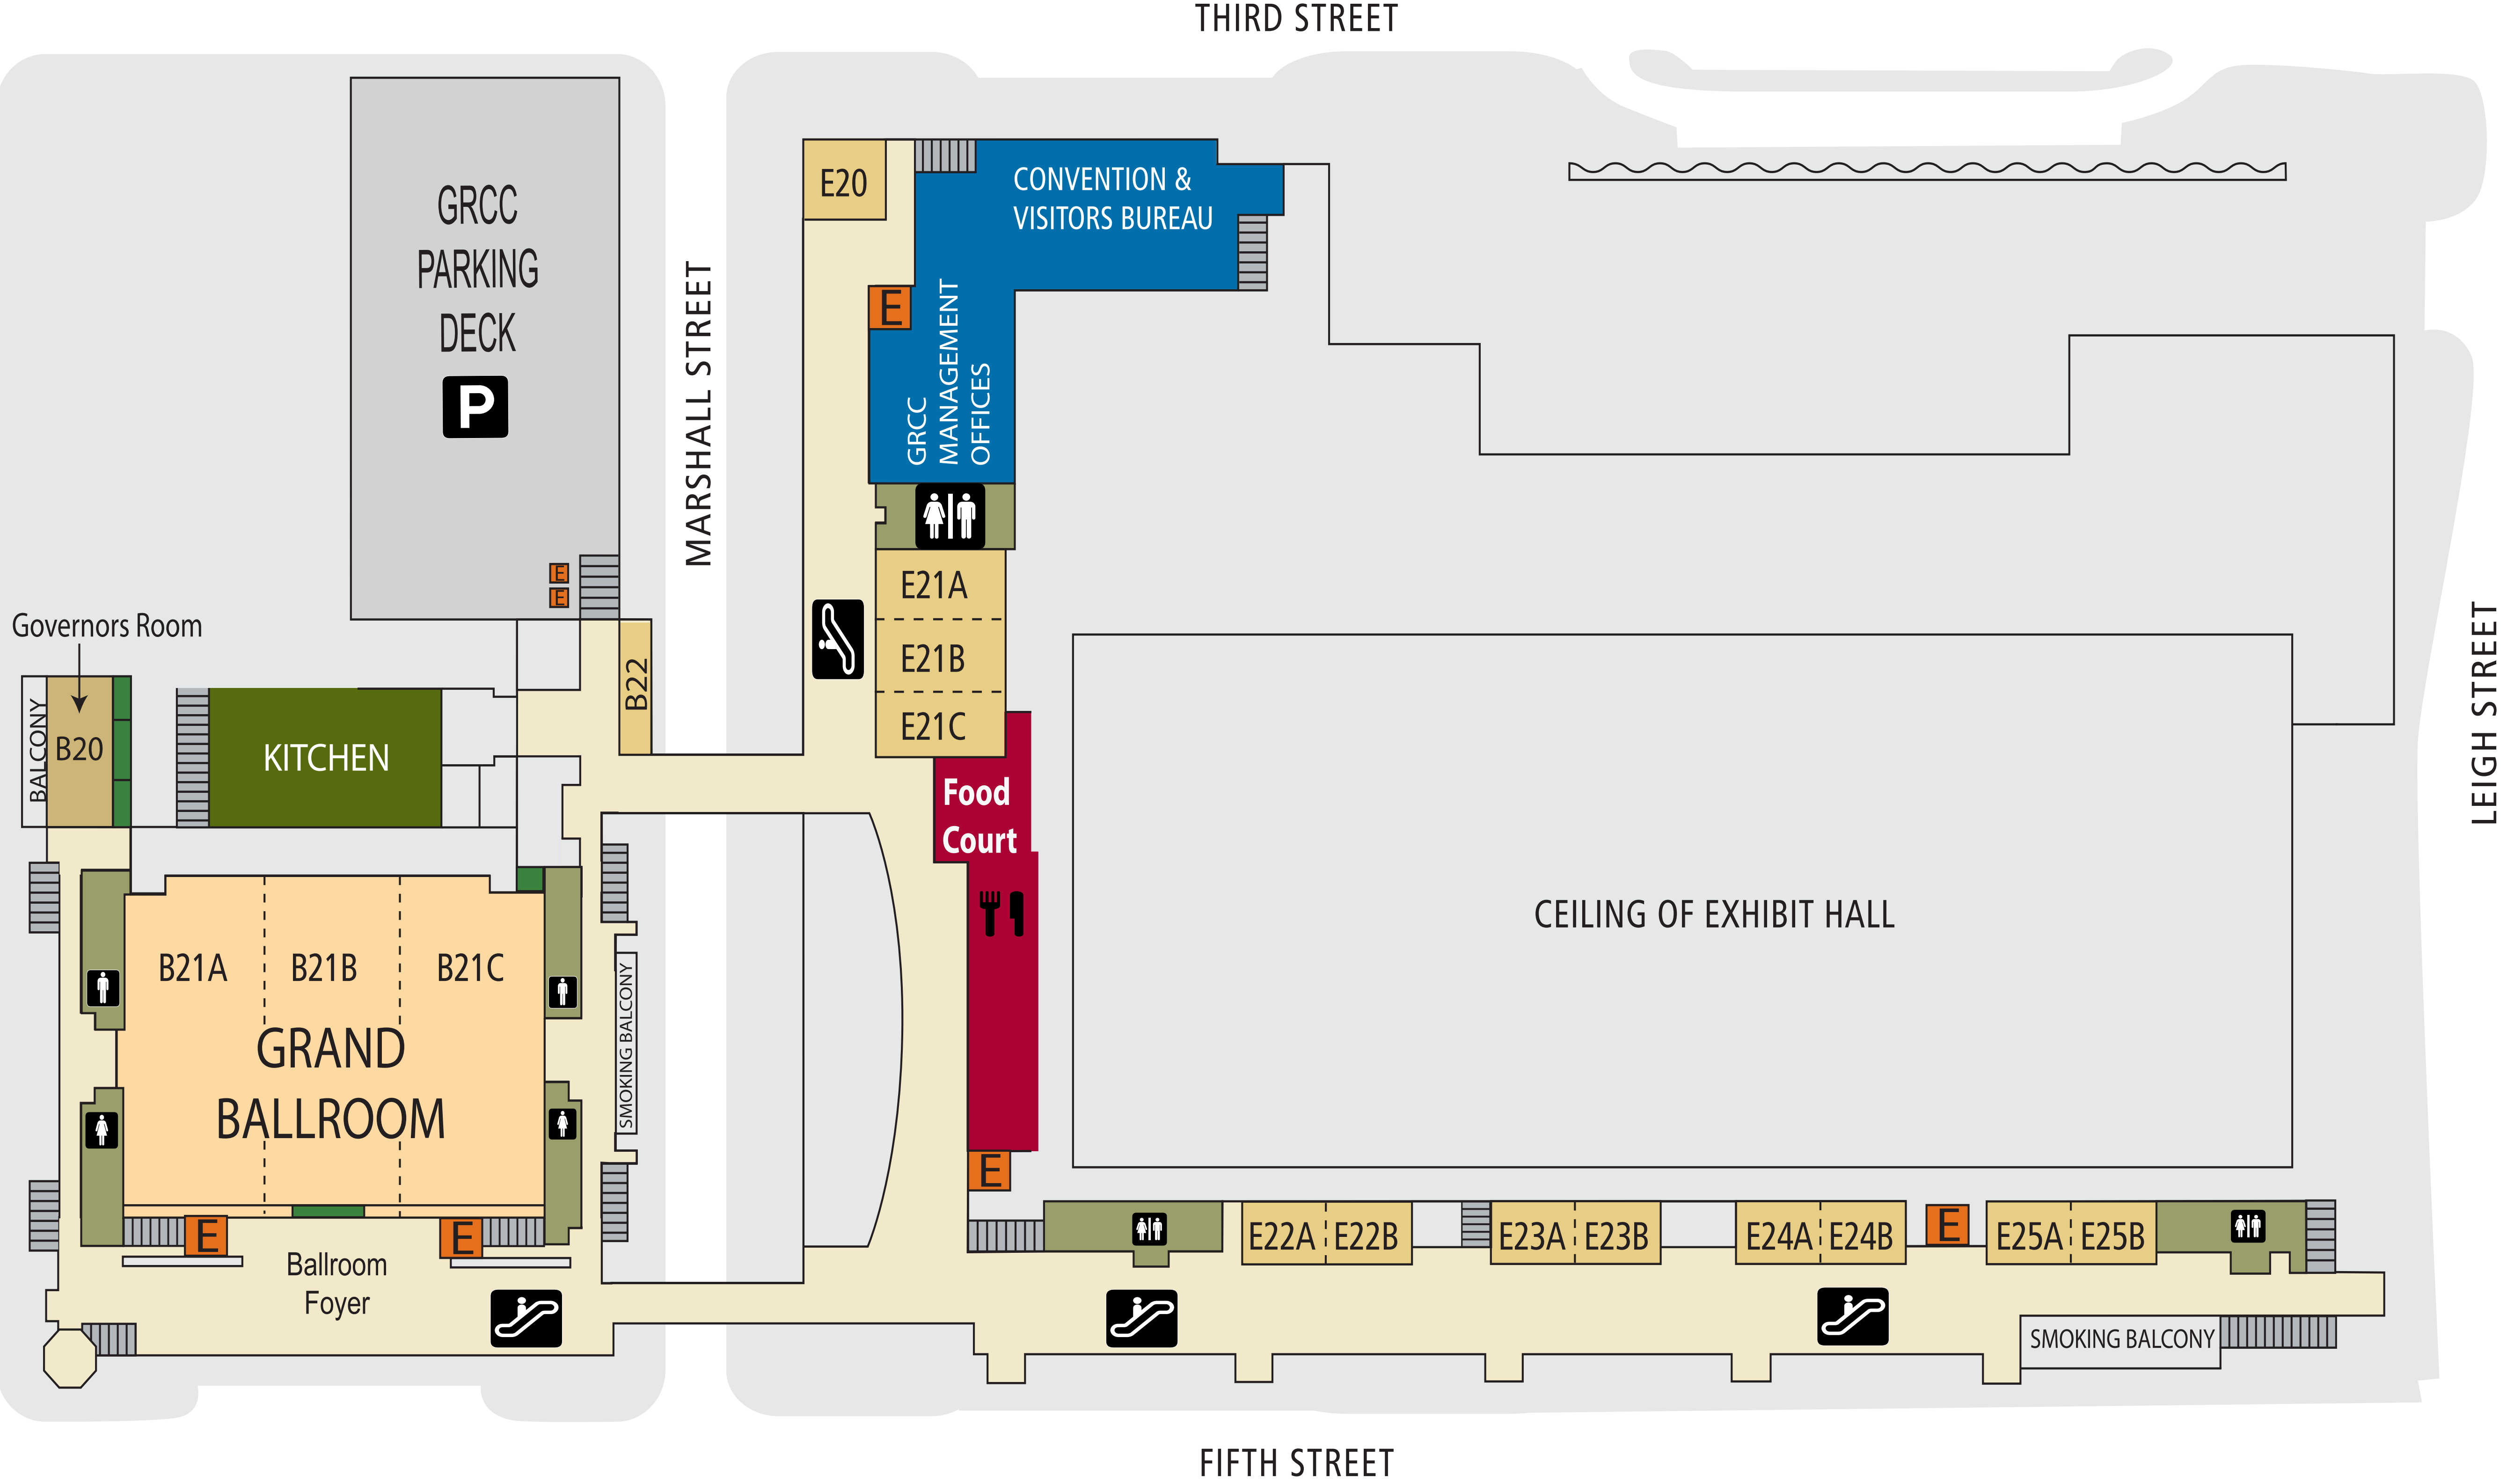 THIRD STREET
GRCC
PARKING
DECK
P
E
E
MARSHALL STREET
E20
CONVENTION &
VISITORS BUREAU
E
GRCC
MANAGEMENT
OFFICES
E21A
E21B
E21C
Governors Room
BALCONY
B20
KITCHEN
B22
Food
Court
LEIGH STREET
CEILING OF EXHIBIT HALL
B21A
B21B
B21C
GRAND
BALLROOM
SMOKING BALCONY
E
E
E
Ballroom
Foyer
E22A
E22B
E23A
E23B
E24A
E24B
E
E25A
E25B
SMOKING BALCONY
FIFTH STREET